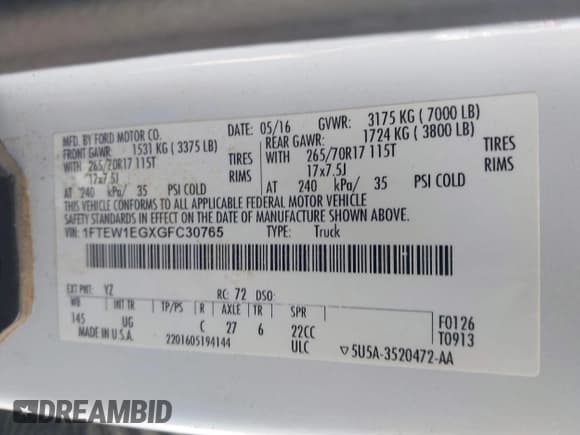 MFD. BY FORD MOTOR CO.
DATE: 05/16 GVWR: 3175 KG ( 7000 LB)
FRONT GAWR: 1531 KG ( 3375 LB) REAR GAWR: 1724 KG ( 3800 LB)
WITH 265/70R17 115T TIRES WITH 265/70R17 115T TIRES
17x7.5J RIMS 17x7.5J RIMS
AT 240 kPa/ 35 PSI COLD AT 240 kPa/ 35 PSI COLD
THIS VEHICLE CONFORMS TO ALL APPLICABLE FEDERAL MOTOR VEHICLE
SAFETY STANDARDS IN EFFECT ON THE DATE OF MANUFACTURE SHOWN ABOVE.
VIN: 1FTEW1EGXGFC30765 TYPE: Truck
EXT PNT: YZ RC: 72 DSO:
WB INT TR TP/PS R AXLE TR SPR
145 UG C 27 6 22CC
ULC
F0126
T0913
MADE IN U.S.A. 2201605194144
▽5U5A-3520472-AA
DREAMBID